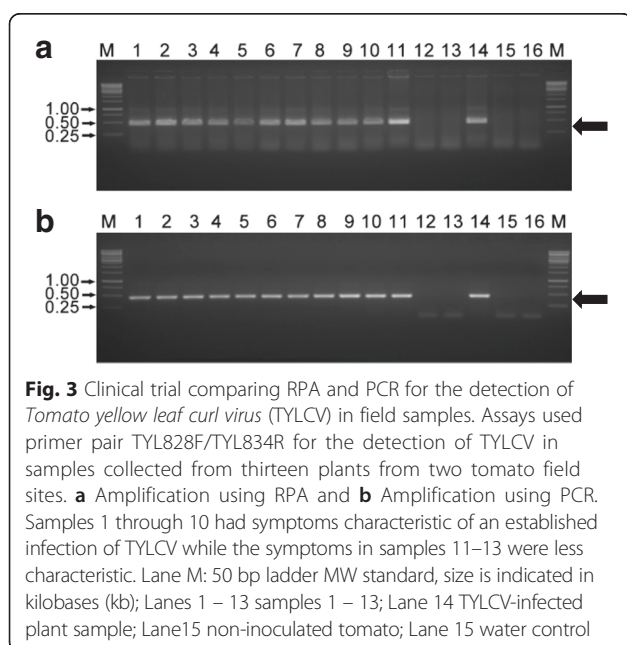 a
M 1 2 3 4 5 6 7 8 9 10 11 12 13 14 15 16 M
1.00
0.50
0.25
b
M 1 2 3 4 5 6 7 8 9 10 11 12 13 14 15 16 M
1.00
0.50
0.25
Fig. 3 Clinical trial comparing RPA and PCR for the detection of
Tomato yellow leaf curl virus (TYLCV) in field samples. Assays used
primer pair TYL828F/TYL834R for the detection of TYLCV in
samples collected from thirteen plants from two tomato field
sites. a Amplification using RPA and b Amplification using PCR.
Samples 1 through 10 had symptoms characteristic of an established
infection of TYLCV while the symptoms in samples 11–13 were less
characteristic. Lane M: 50 bp ladder MW standard, size is indicated in
kilobases (kb); Lanes 1 – 13 samples 1 – 13; Lane 14 TYLCV-infected
plant sample; Lane15 non-inoculated tomato; Lane 15 water control